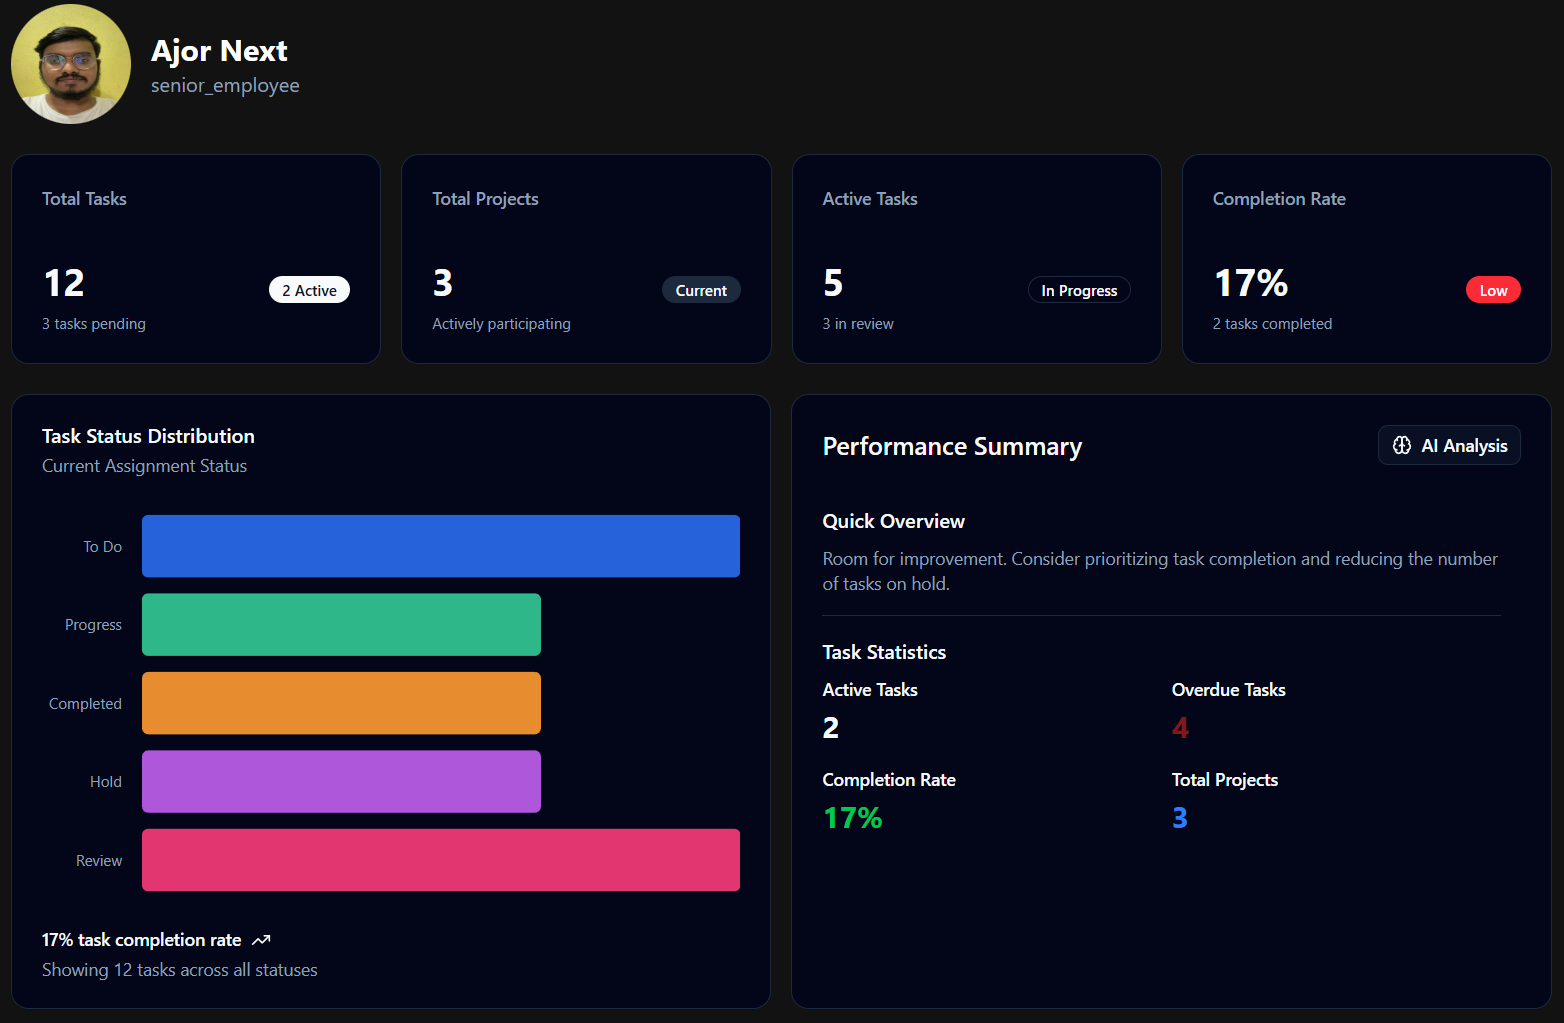 Ajor Next
senior_employee
Total Tasks
12
2 Active
3 tasks pending
Total Projects
3
Current
Actively participating
Active Tasks
5
In Progress
3 in review
Completion Rate
17%
Low
2 tasks completed
Task Status Distribution
Current Assignment Status
To Do
Progress
Completed
Hold
Review
17% task completion rate
Showing 12 tasks across all statuses
Performance Summary
AI Analysis
Quick Overview
Room for improvement. Consider prioritizing task completion and reducing the number
of tasks on hold.
Task Statistics
Active Tasks
2
Overdue Tasks
4
Completion Rate
17%
Total Projects
3